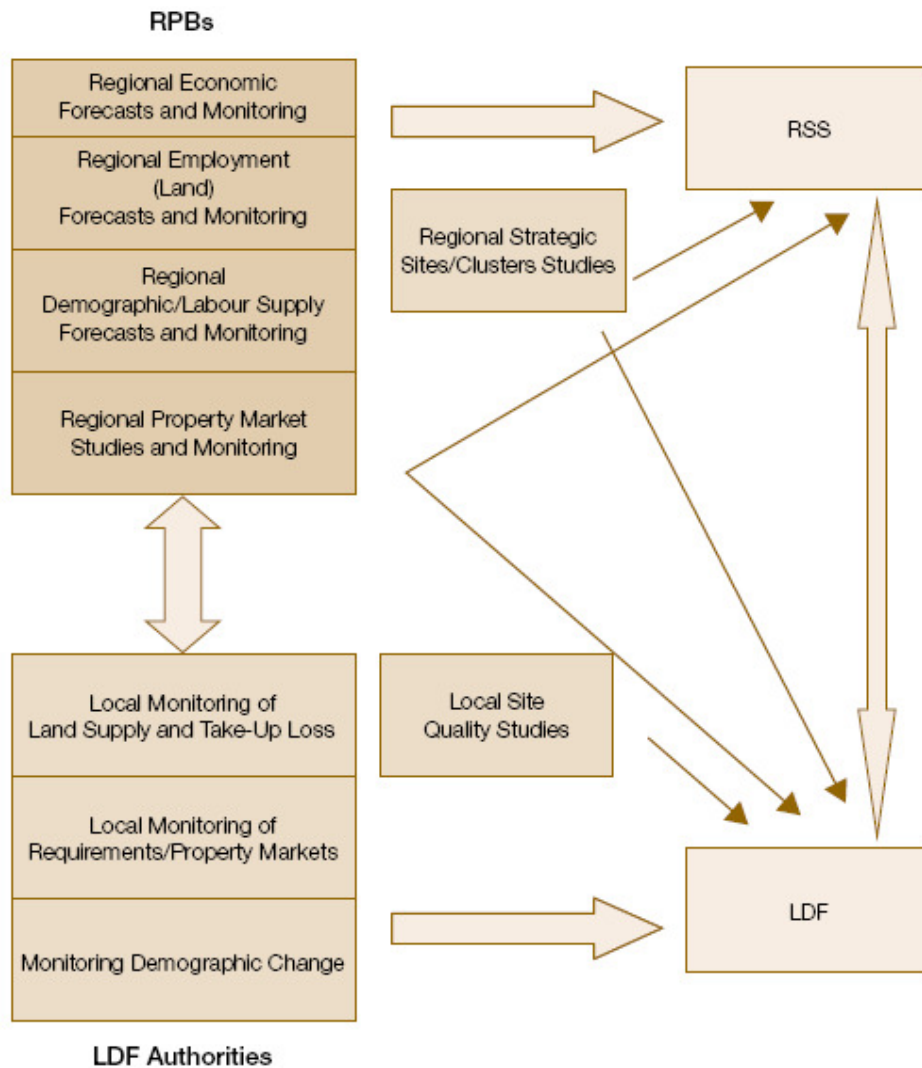 RPBs
Regional Economic
Forecasts and Monitoring
Regional Employment
(Land)
Forecasts and Monitoring
Regional
Demographic/Labour Supply
Forecasts and Monitoring
Regional Property Market
Studies and Monitoring
RSS
Regional Strategic
Sites/Clusters Studies
Local Monitoring of
Land Supply and Take-Up Loss
Local Monitoring of
Requirements/Property Markets
Monitoring Demographic Change
Local Site
Quality Studies
LDF
LDF Authorities